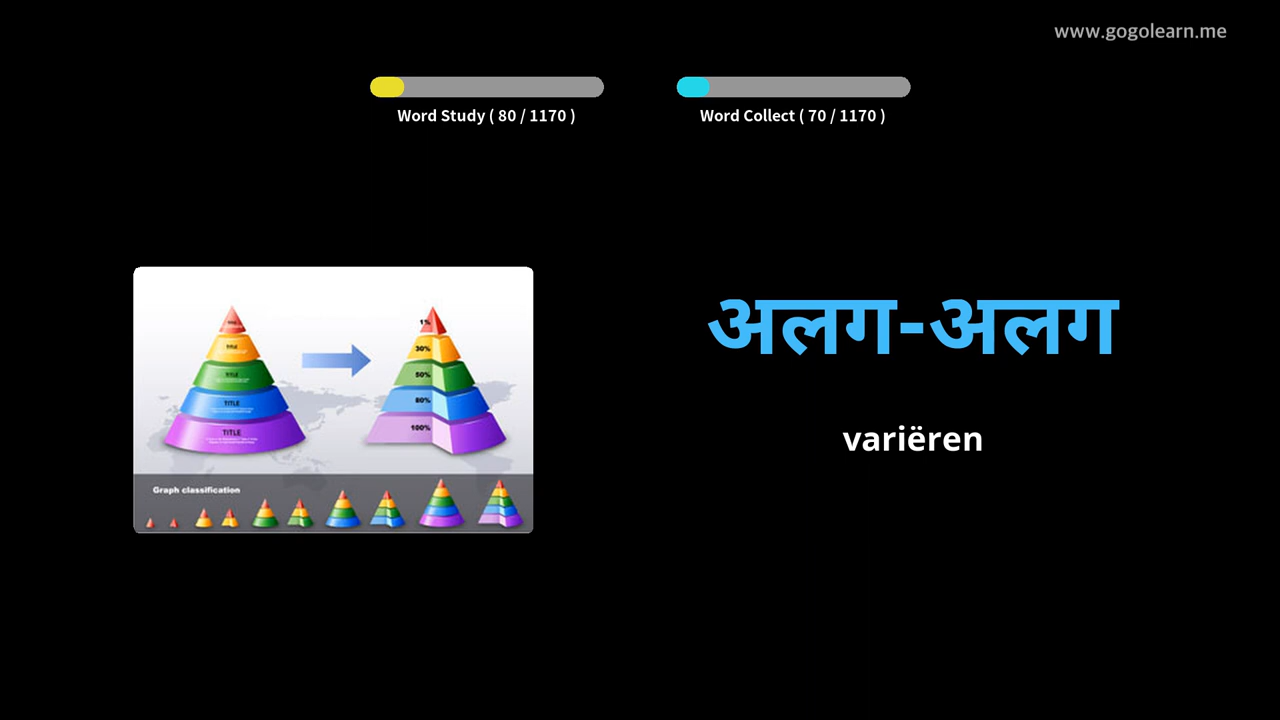 www.gogolearn.me
Word Study ( 80 / 1170 )
Word Collect ( 70 / 1170 )
अलग-अलग
variëren
TITLE
TITLE
TITLE
TITLE
1%
30%
50%
80%
100%
Graph classification